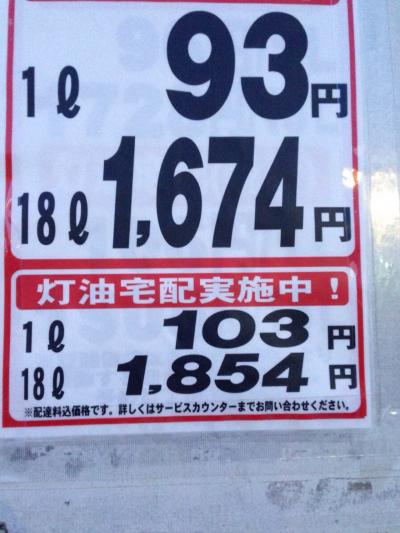 1ℓ 93円
18ℓ 1,674円
灯油宅配実施中！
1ℓ 103円
18ℓ 1,854円
※配達料込価格です。詳しくはサービスカウンターまでお問い合わせください。